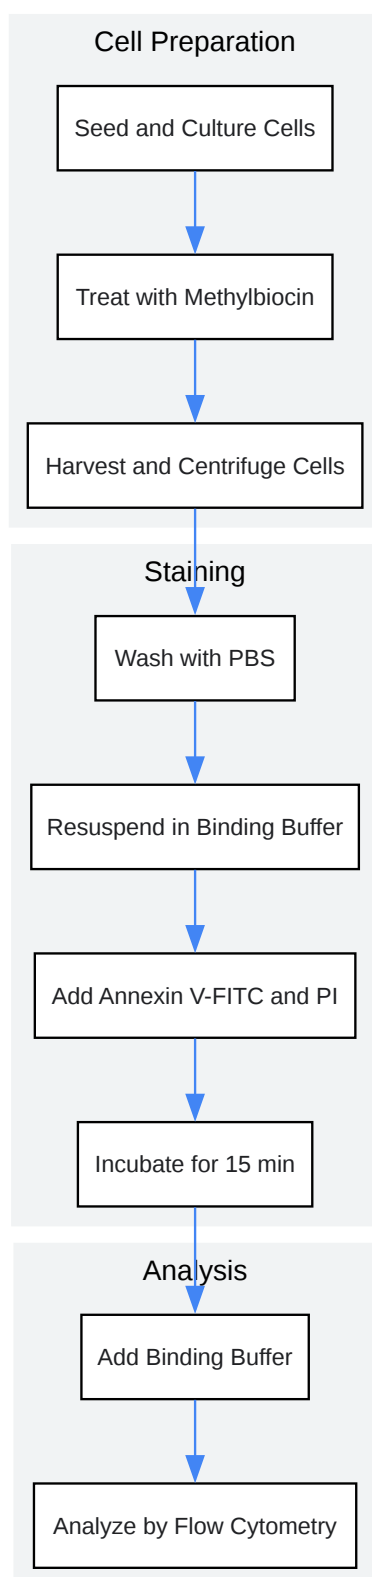 Cell Preparation
Seed and Culture Cells
Treat with Methylbiocin
Harvest and Centrifuge Cells
Staining
Wash with PBS
Resuspend in Binding Buffer
Add Annexin V-FITC and PI
Incubate for 15 min
Analysis
Add Binding Buffer
Analyze by Flow Cytometry